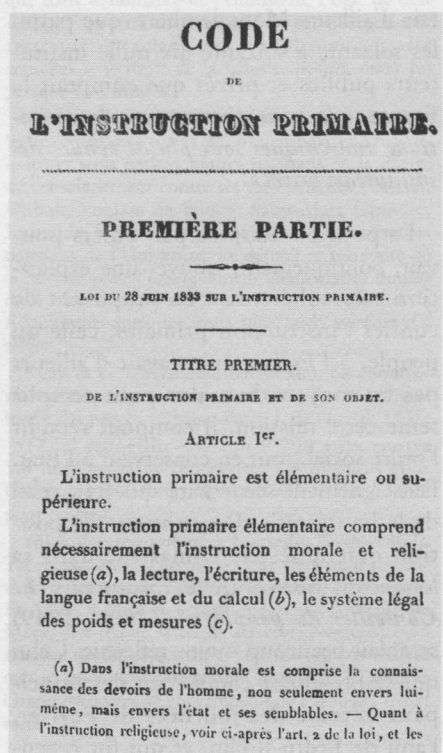 CODE
DE
L'INSTRUCTION PRIMAIRE.
PREMIÈRE PARTIE.
LOI DU 28 JUIN 1833 SUR L'INSTRUCTION PRIMAIRE.
TITRE PREMIER.
DE L'INSTRUCTION PRIMAIRE ET DE SON OBJET.
ARTICLE 1er.
L'instruction primaire est élémentaire ou su-
périeure.
L'instruction primaire élémentaire comprend
nécessairement l'instruction morale et reli-
gieuse (a), la lecture, l'écriture, les éléments de la
langue française et du calcul (b), le système légal
des poids et mesures (c).
(a) Dans l'instruction morale est comprise la connais-
sance des devoirs de l'homme, non seulement envers lui-
même, mais envers l'état et ses semblables. — Quant à
l'instruction religieuse, voir ci-après l'art. 2 de la loi, et les